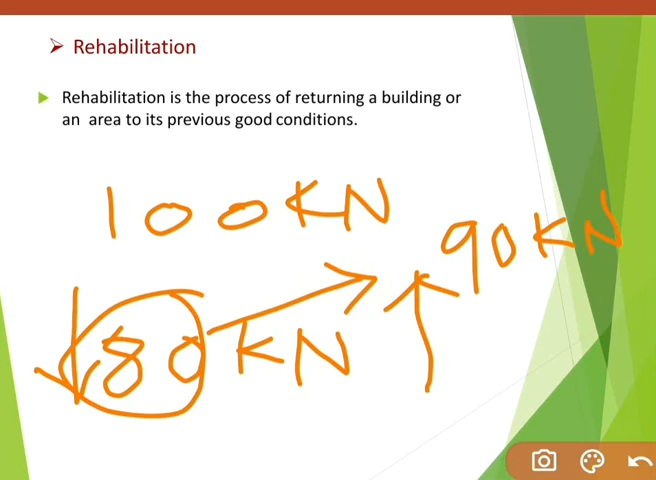 Rehabilitation
Rehabilitation is the process of returning a building or
an area to its previous good conditions.
100KN
90KN
80KN